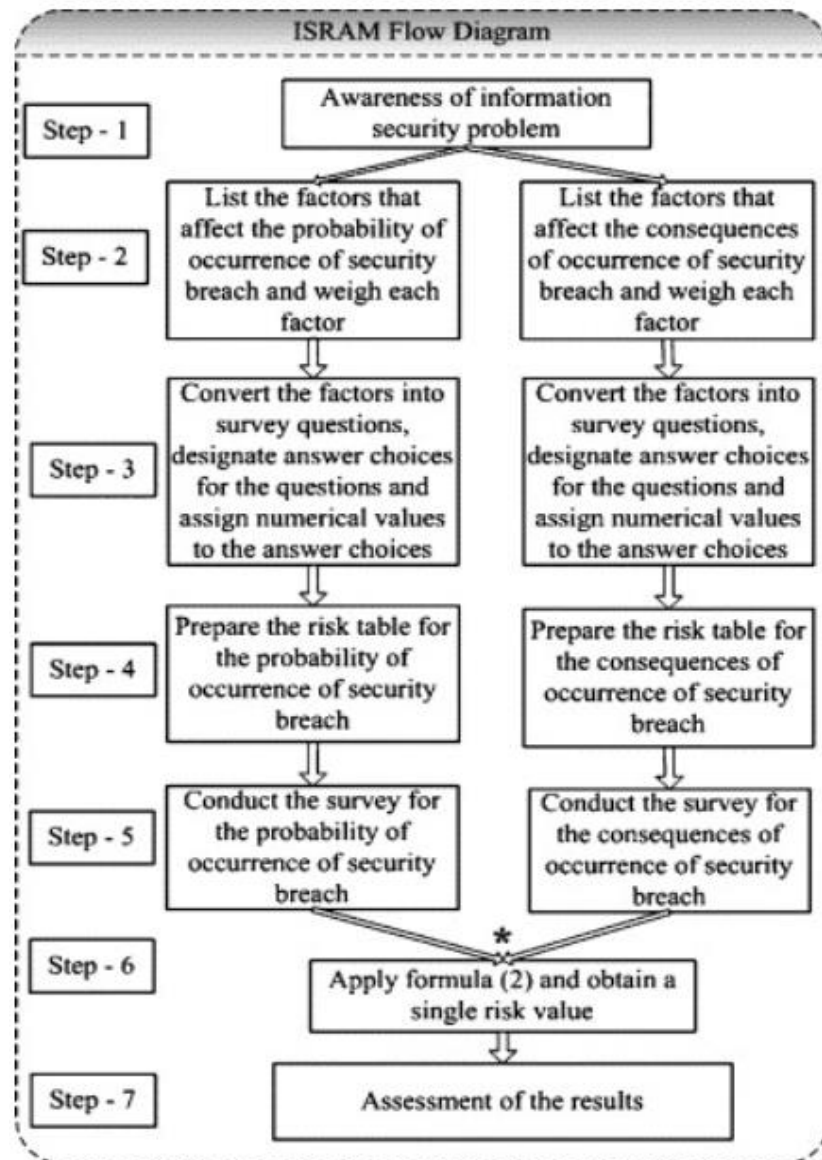 ISRAM Flow Diagram
Step - 1
Awareness of information
security problem
Step - 2
List the factors that
affect the probability of
occurrence of security
breach and weigh each
factor
List the factors that
affect the consequences
of occurrence of security
breach and weigh each
factor
Step - 3
Convert the factors into
survey questions,
designate answer choices
for the questions and
assign numerical values
to the answer choices
Convert the factors into
survey questions,
designate answer choices
for the questions and
assign numerical values
to the answer choices
Step - 4
Prepare the risk table for
the probability of
occurrence of security
breach
Prepare the risk table for
the consequences of
occurrence of security
breach
Step - 5
Conduct the survey for
the probability of
occurrence of security
breach
Conduct the survey for
the consequences of
occurrence of security
breach
*
Step - 6
Apply formula (2) and obtain a
single risk value
Step - 7
Assessment of the results